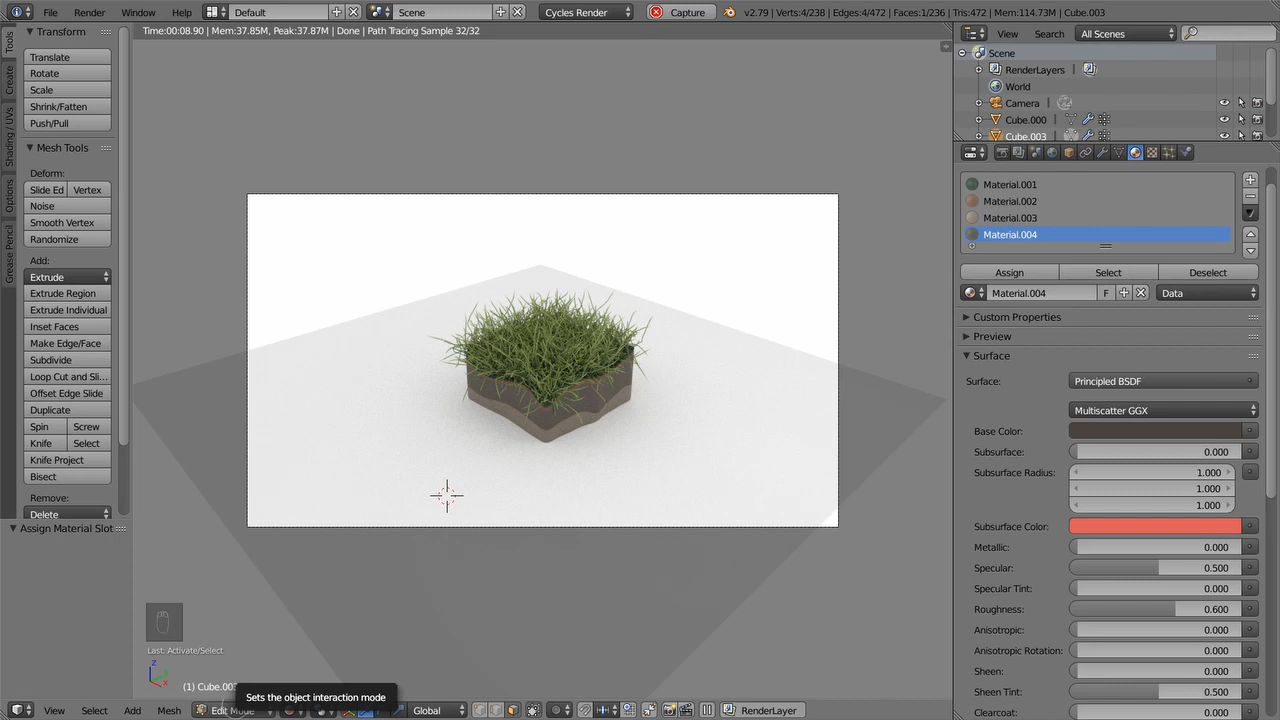 File Render Window Help Default Scene Cycles Render Capture v2.79 | Verts:4/238 | Edges:4/472 | Faces:1/236 | Tris:472 | Mem:114.73M | Cube.003
Time:00:08.90 | Mem:37.85M, Peak:37.87M | Done | Path Tracing Sample 32/32
Tools
Create
Shading / UVs
Options
Grease Pencil
Transform
Translate
Rotate
Scale
Shrink/Fatten
Push/Pull
Mesh Tools
Deform:
Slide Ed Vertex
Noise
Smooth Vertex
Randomize
Add:
Extrude
Extrude Region
Extrude Individual
Inset Faces
Make Edge/Face
Subdivide
Loop Cut and Sli...
Offset Edge Slide
Duplicate
Spin Screw
Knife Select
Knife Project
Bisect
Remove:
Delete
Assign Material Slot
Last: Activate/Select
Z
(1) Cube.003
Sets the object interaction mode
View Select Add Mesh Edit Mode Global RenderLayer
View Search All Scenes
Scene
RenderLayers
World
Camera
Cube.000
Cube.003
Material.001
Material.002
Material.003
Material.004
Assign Select Deselect
Material.004 F Data
Custom Properties
Preview
Surface
Surface: Principled BSDF
Multiscatter GGX
Base Color:
Subsurface: 0.000
Subsurface Radius: 1.000
1.000
1.000
Subsurface Color:
Metallic: 0.000
Specular: 0.500
Specular Tint: 0.000
Roughness: 0.600
Anisotropic: 0.000
Anisotropic Rotation: 0.000
Sheen: 0.000
Sheen Tint: 0.500
Clearcoat: 0.000